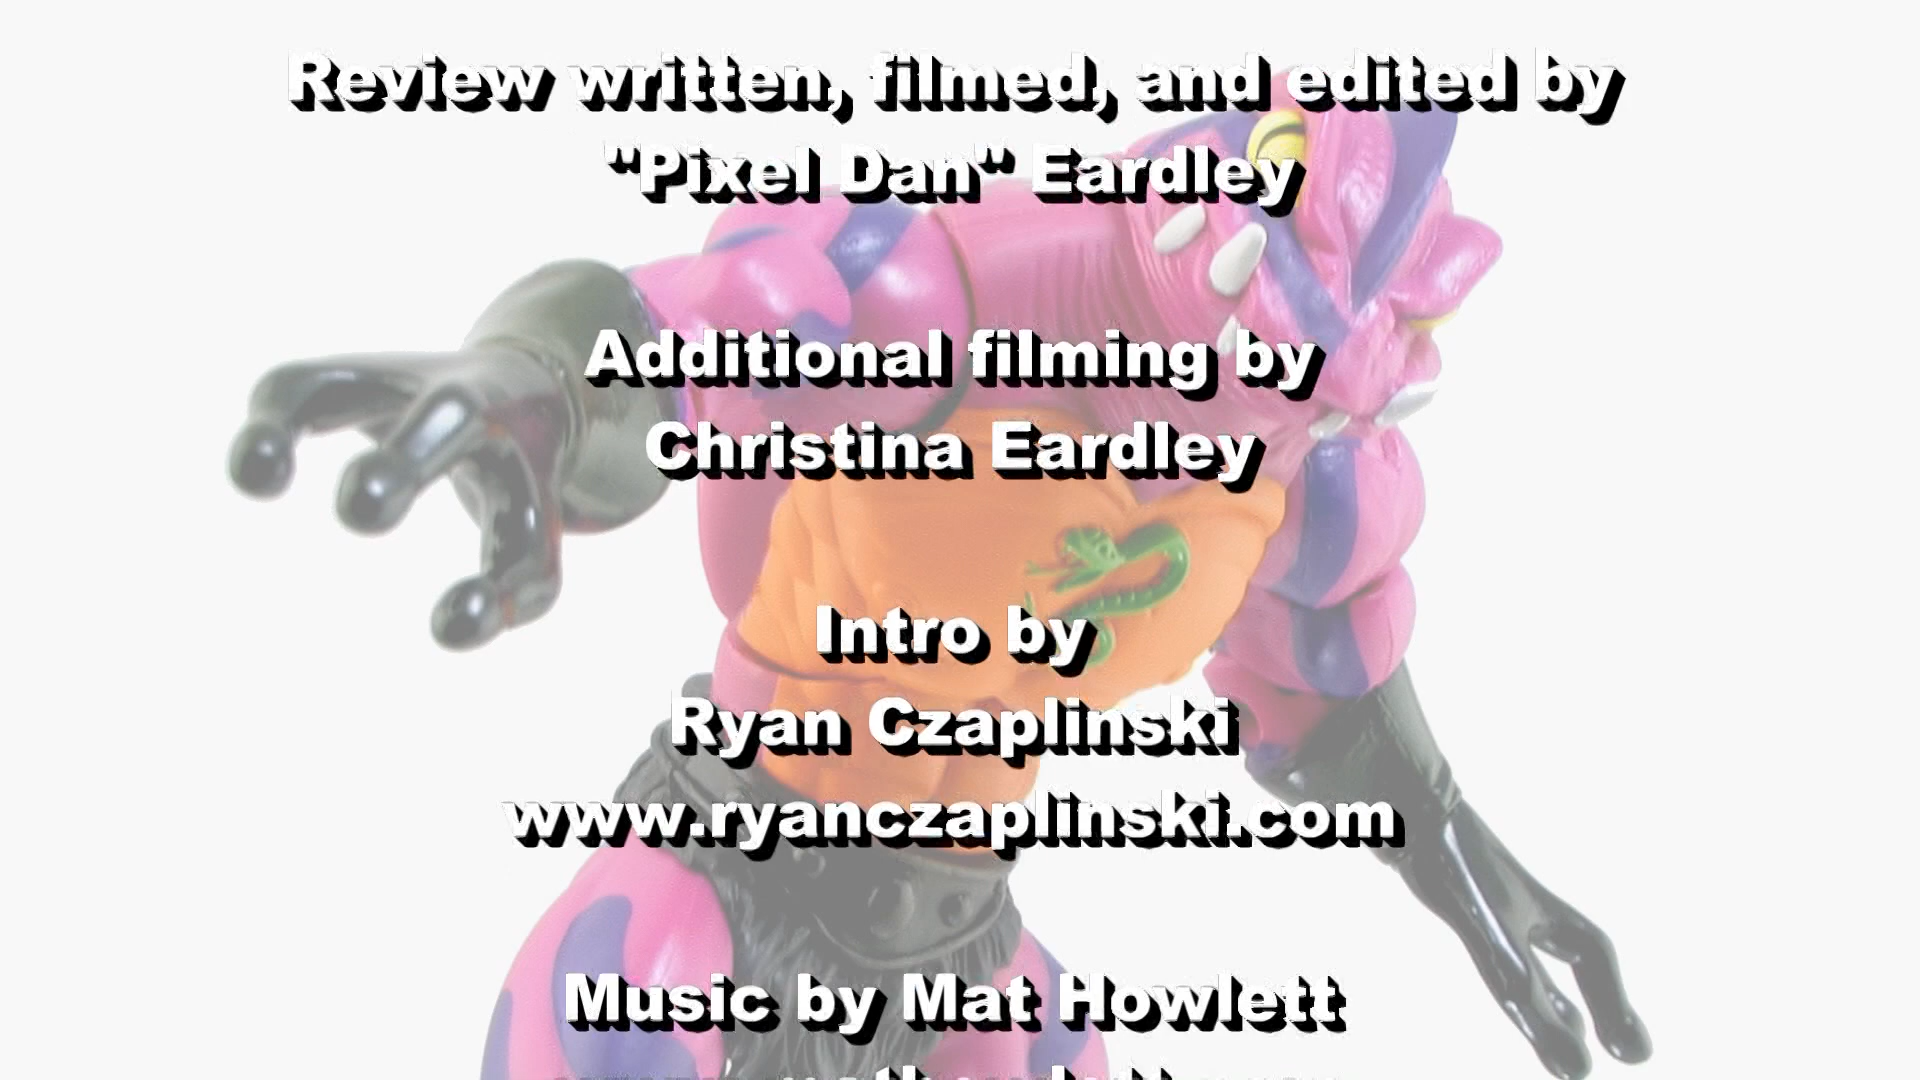 Review written, filmed, and edited by
"Pixel Dan" Eardley
Additional filming by
Christina Eardley
Intro by
Ryan Czaplinski
www.ryanczaplinski.com
Music by Mat Howlett